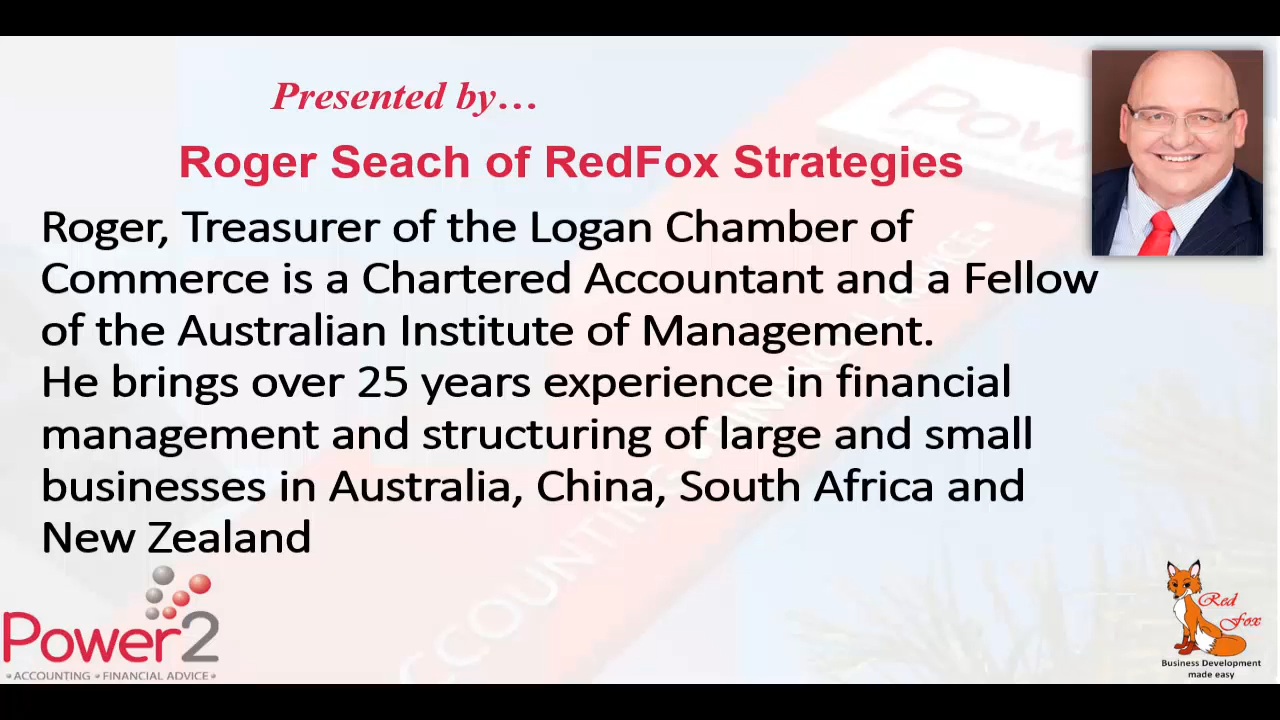 Presented by…
Roger Seach of RedFox Strategies
Roger, Treasurer of the Logan Chamber of
Commerce is a Chartered Accountant and a Fellow
of the Australian Institute of Management.
He brings over 25 years experience in financial
management and structuring of large and small
businesses in Australia, China, South Africa and
New Zealand
Power2
•ACCOUNTING •FINANCIAL ADVICE•
Red
Fox
Business Development
made easy